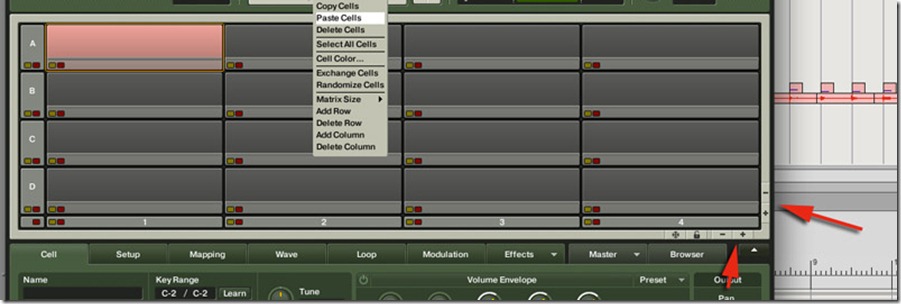 Copy Cells
Paste Cells
Delete Cells
Select All Cells
Cell Color...
Exchange Cells
Randomize Cells
Matrix Size
Add Row
Delete Row
Add Column
Delete Column
A
B
C
D
1 2 3 4
Cell Setup Mapping Wave Loop Modulation Effects Master Browser
9
Name Key Range Volume Envelope Preset Output
C-2 / C-2 Learn Tune Pan